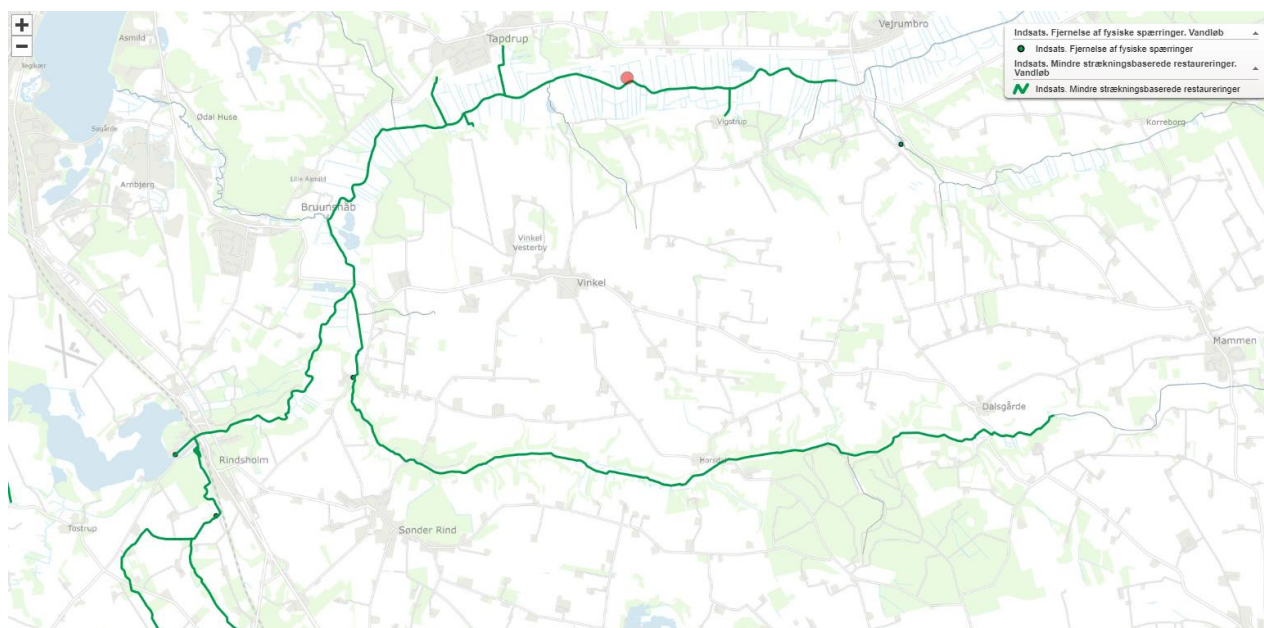 +
−
Asmild
Tapdrup
Vejrumbro
Indsats. Fjernelse af fysiske spærringer. Vandløb
Indsats. Fjernelse af fysiske spærringer
Indsats. Mindre strækningsbaserede restaureringer.
Vandløb
Indsats. Mindre strækningsbaserede restaureringer
Søgårde
Ødal Huse
Vigstrup
Korreborg
Arnbjerg
Lille Asmild
Bruunshåb
Vinkel
Vesterby
Vinkel
Mammen
Dalsgårde
Rindsholm
Tostrup
Sønder Rind